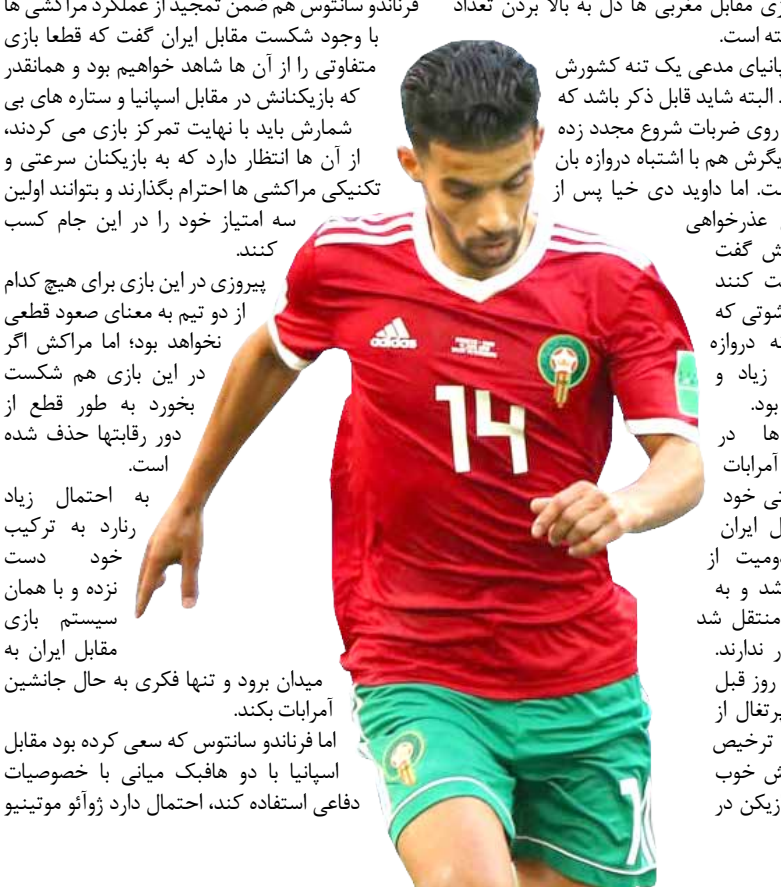 زی مقابل مغربی ها دل به بالا بردن تعداد
ته است.
بانیای مدعی یک تنه کشورش
البته شاید قابل ذکر باشد که
روی ضربات شروع مجدد زده
یگرش هم با اشتباه دروازه بان
ت. اما داوید دی خیا پس از
عذرخواهی
ش گفت
ت کنند
شوتی که
ه دروازه
زیاد و
بود.
ها در
آمرابات
ی خود
ل ایران
ومیت از
شد و به
منتقل شد
ر ندارند.
روز قبل
رتغال از
ترخیص
ش خوب
زیکن در
فرناندو سانتوس هم ضمن تمجید از عملکرد مراکشی ها
با وجود شکست مقابل ایران گفت که قطعا بازی
متفاوتی را از آن ها شاهد خواهیم بود و همانقدر
که بازیکنانش در مقابل اسپانیا و ستاره های بی
شمارش باید با نهایت تمرکز بازی می کردند،
از آن ها انتظار دارد که به بازیکنان سرعتی و
تکنیکی مراکشی ها احترام بگذارند و بتوانند اولین
سه امتیاز خود را در این جام کسب
کنند.
پیروزی در این بازی برای هیچ کدام
از دو تیم به معنای صعود قطعی
نخواهد بود؛ اما مراکش اگر
در این بازی هم شکست
بخورد به طور قطع از
دور رقابتها حذف شده
است.
به احتمال زیاد
رنارد به ترکیب
خود دست
نزده و با همان
سیستم بازی
مقابل ایران به
میدان برود و تنها فکری به حال جانشین
آمرابات بکند.
اما فرناندو سانتوس که سعی کرده بود مقابل
اسپانیا با دو هافبک میانی با خصوصیات
دفاعی استفاده کند، احتمال دارد ژوآئو موتینیو
adidas
14